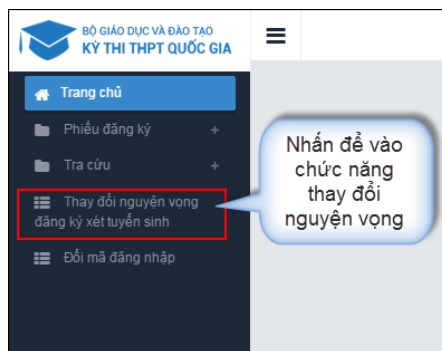 BỘ GIÁO DỤC VÀ ĐÀO TẠO
KỲ THI THPT QUỐC GIA
Trang chủ
Phiếu đăng ký +
Tra cứu +
Thay đổi nguyện vọng
đăng ký xét tuyển sinh
Đổi mã đăng nhập
Nhấn để vào
chức năng
thay đổi
nguyện vọng